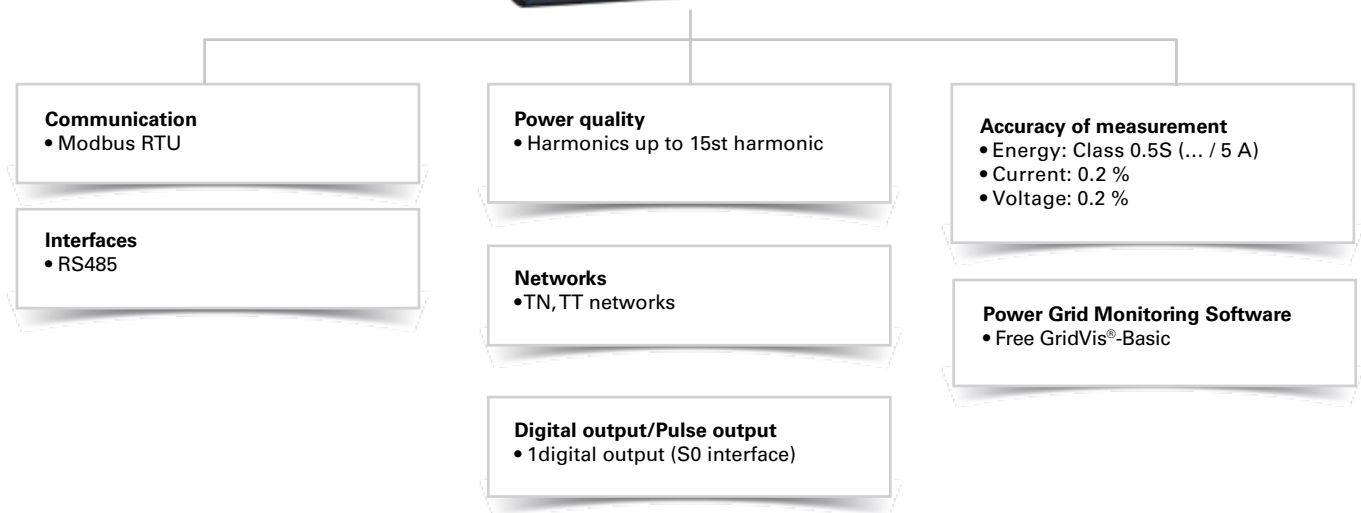 Communication
• Modbus RTU
Interfaces
• RS485
Power quality
• Harmonics up to 15st harmonic
Networks
•TN, TT networks
Digital output/Pulse output
• 1digital output (S0 interface)
Accuracy of measurement
• Energy: Class 0.5S (... / 5 A)
• Current: 0.2 %
• Voltage: 0.2 %
Power Grid Monitoring Software
• Free GridVis®-Basic